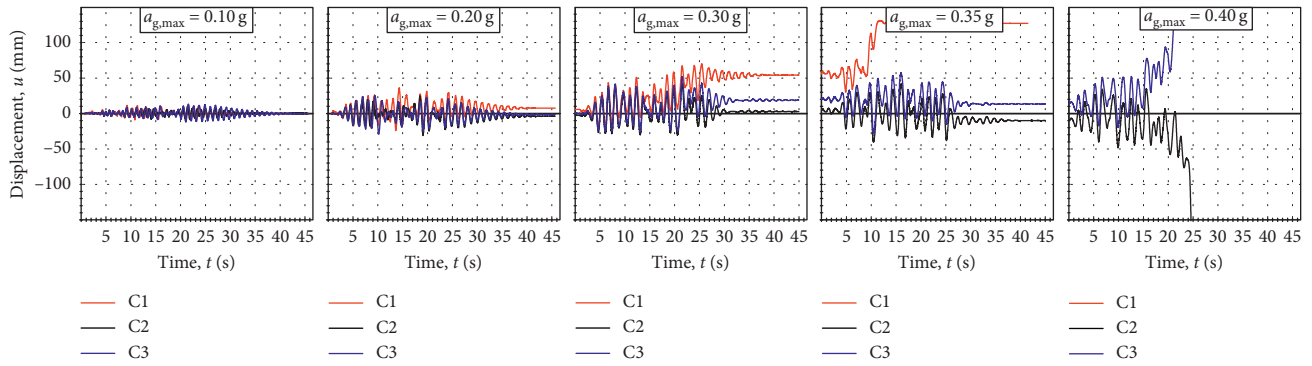 a_g,max = 0.10 g
a_g,max = 0.20 g
a_g,max = 0.30 g
a_g,max = 0.35 g
a_g,max = 0.40 g
Displacement, u (mm)
100
50
0
−50
−100
5 10 15 20 25 30 35 40 45
5 10 15 20 25 30 35 40 45
5 10 15 20 25 30 35 40 45
5 10 15 20 25 30 35 40 45
5 10 15 20 25 30 35 40 45
Time, t (s)
Time, t (s)
Time, t (s)
Time, t (s)
Time, t (s)
C1
C2
C3
C1
C2
C3
C1
C2
C3
C1
C2
C3
C1
C2
C3